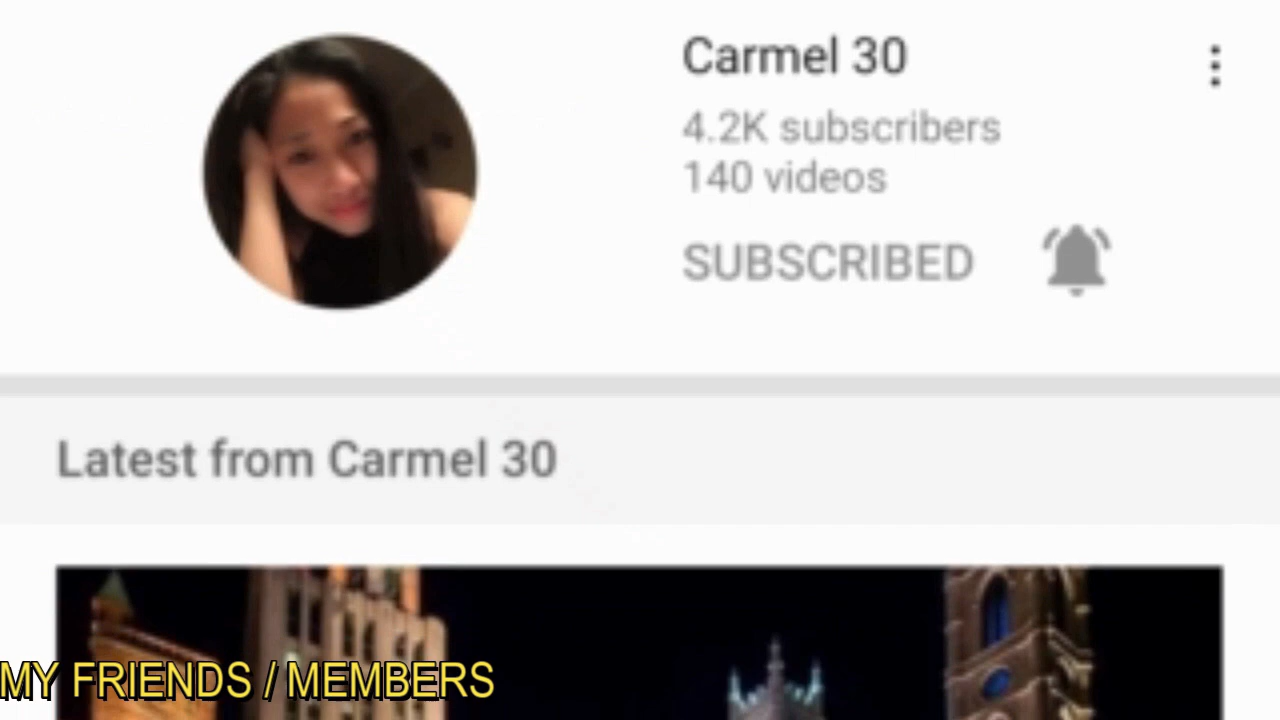 Carmel 30
4.2K subscribers
140 videos
SUBSCRIBED
Latest from Carmel 30
MY FRIENDS / MEMBERS